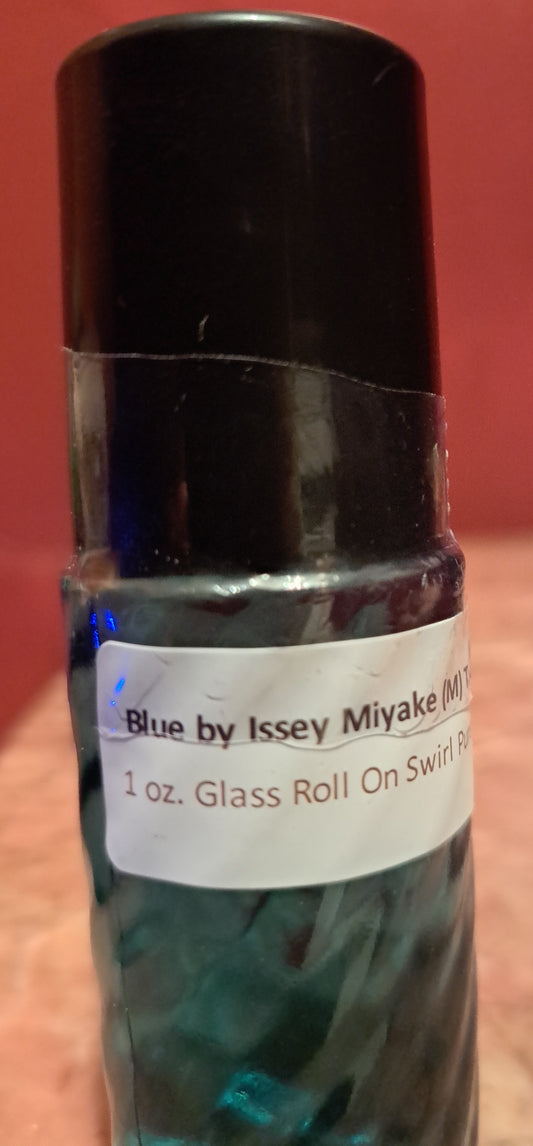 Blue by Issey Miyake (M)
1 oz. Glass Roll On Swirl